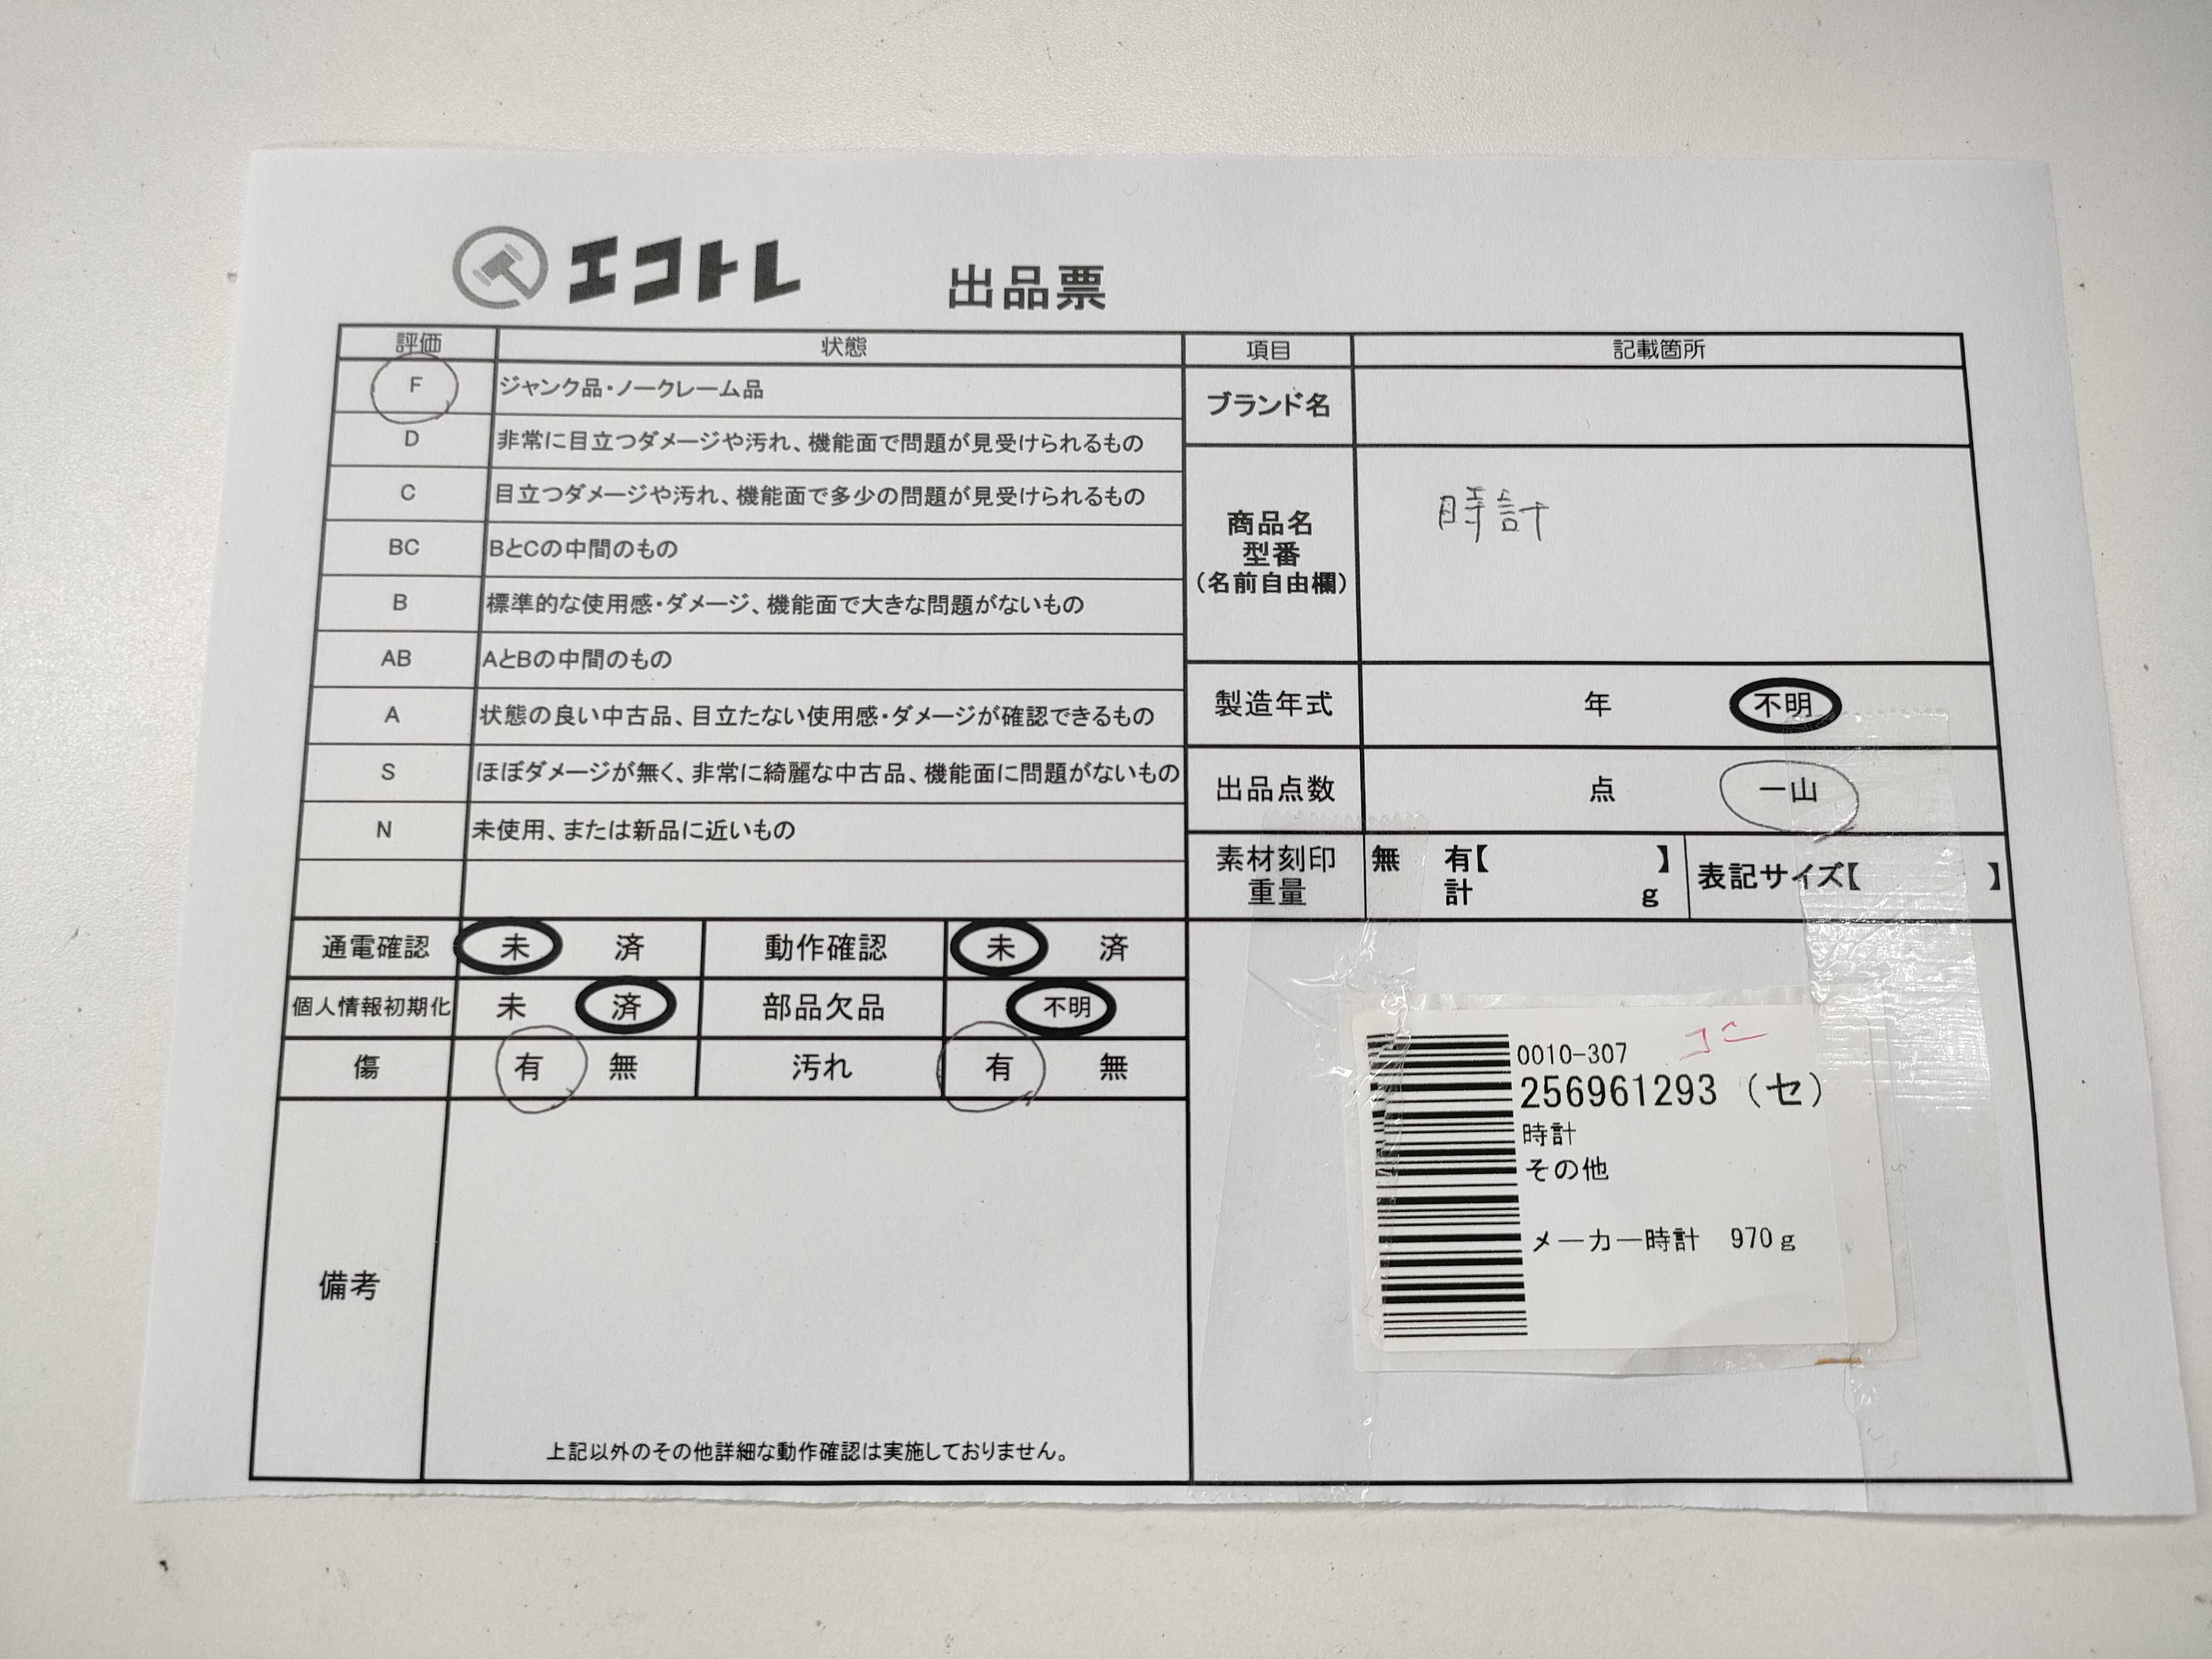 エコトレ 出品票
評価 状態
F ジャンク品・ノークレーム品
D 非常に目立つダメージや汚れ、機能面で問題が見受けられるもの
C 目立つダメージや汚れ、機能面で多少の問題が見受けられるもの
BC BとCの中間のもの
B 標準的な使用感・ダメージ、機能面で大きな問題がないもの
AB AとBの中間のもの
A 状態の良い中古品、目立たない使用感・ダメージが確認できるもの
S ほぼダメージが無く、非常に綺麗な中古品、機能面に問題がないもの
N 未使用、または新品に近いもの
項目 記載箇所
ブランド名
商品名
型番
(名前自由欄)
時計
製造年式 年 不明
出品点数 点 一山
素材刻印
重量
無 有【 】
計 g
表記サイズ【 】
通電確認 未 済 動作確認 未 済
個人情報初期化 未 済 部品欠品 不明
傷 有 無 汚れ 有 無
備考
上記以外のその他詳細な動作確認は実施しておりません。
0010-307
256961293 (セ)
時計
その他
メーカー時計 970g